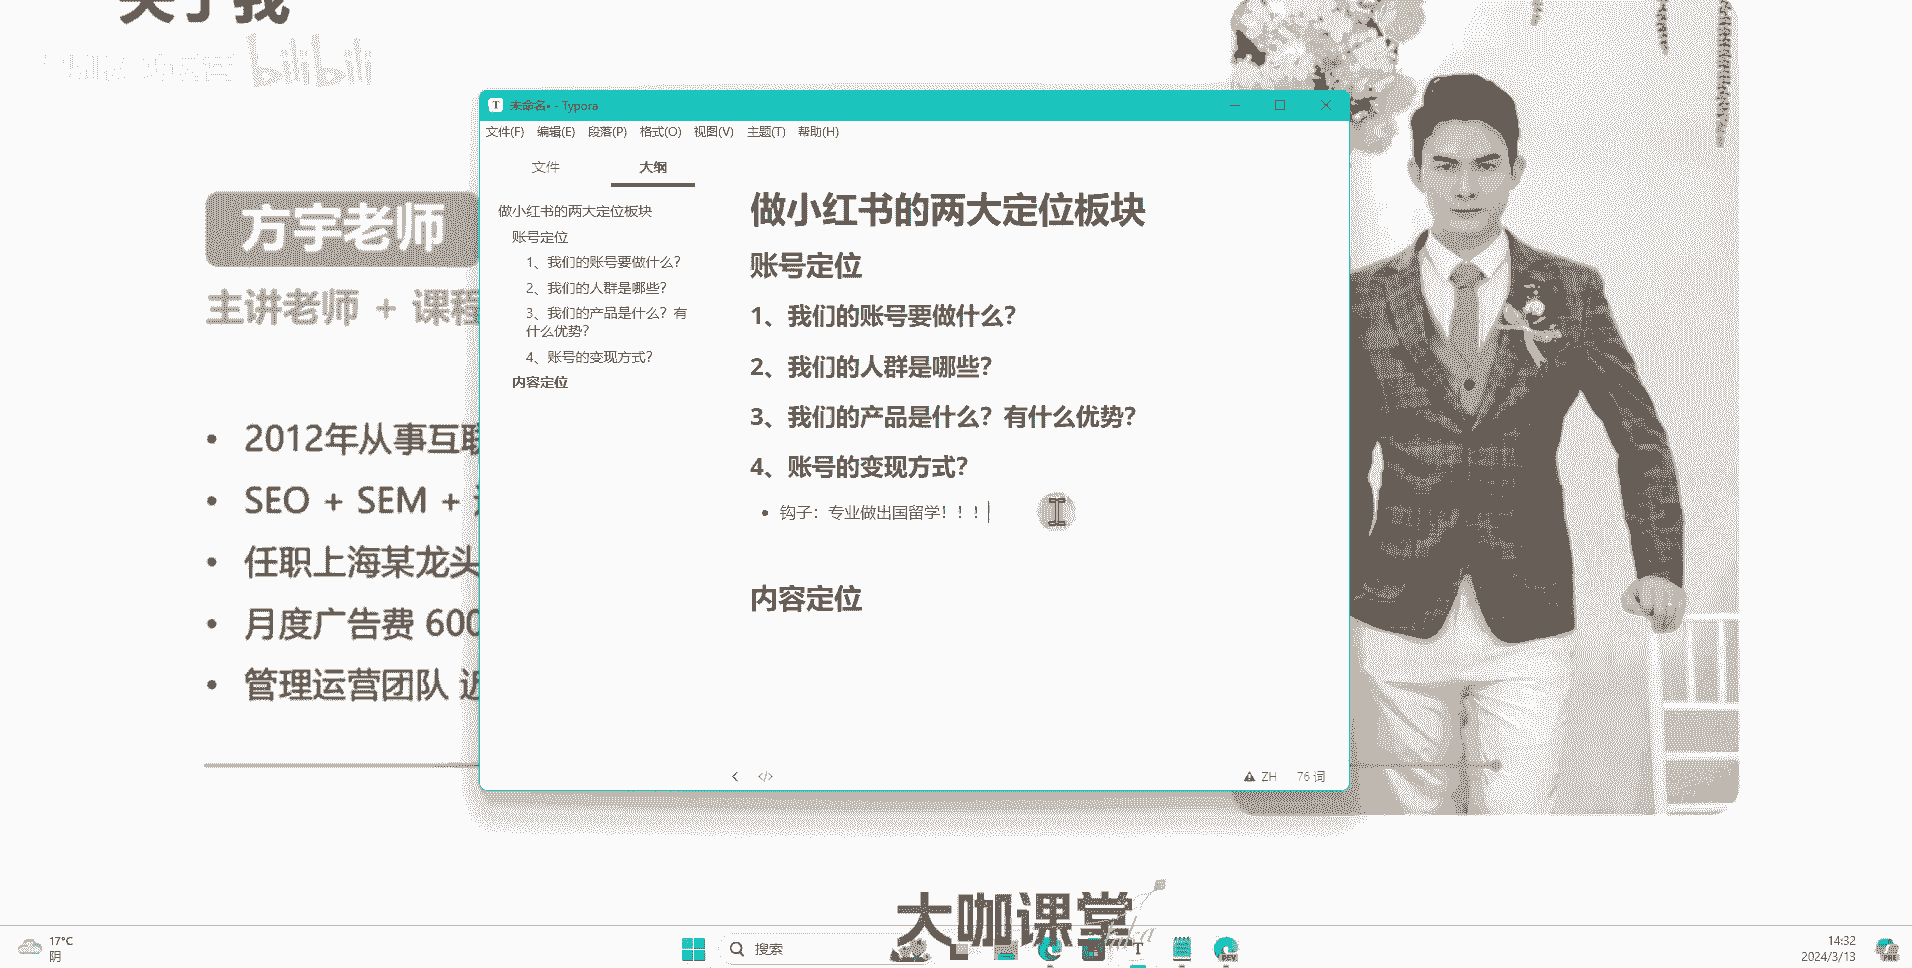 关于我
bilibili
方宇老师
主讲老师 + 课程
2012年从事互联
SEO + SEM +
任职上海某龙头
月度广告费 600
管理运营团队 近
未命名• - Typora
文件(F) 编辑(E) 段落(P) 格式(O) 视图(V) 主题(T) 帮助(H)
文件 大纲
做小红书的两大定位板块
账号定位
1、我们的账号要做什么？
2、我们的人群是哪些？
3、我们的产品是什么？有
什么优势？
4、账号的变现方式？
内容定位
做小红书的两大定位板块
账号定位
1、我们的账号要做什么？
2、我们的人群是哪些？
3、我们的产品是什么？有什么优势？
4、账号的变现方式？
钩子：专业做出国留学！！！
内容定位
ZH 76 词
大咖课堂
17°C
阴
搜索
14:32
2024/3/13